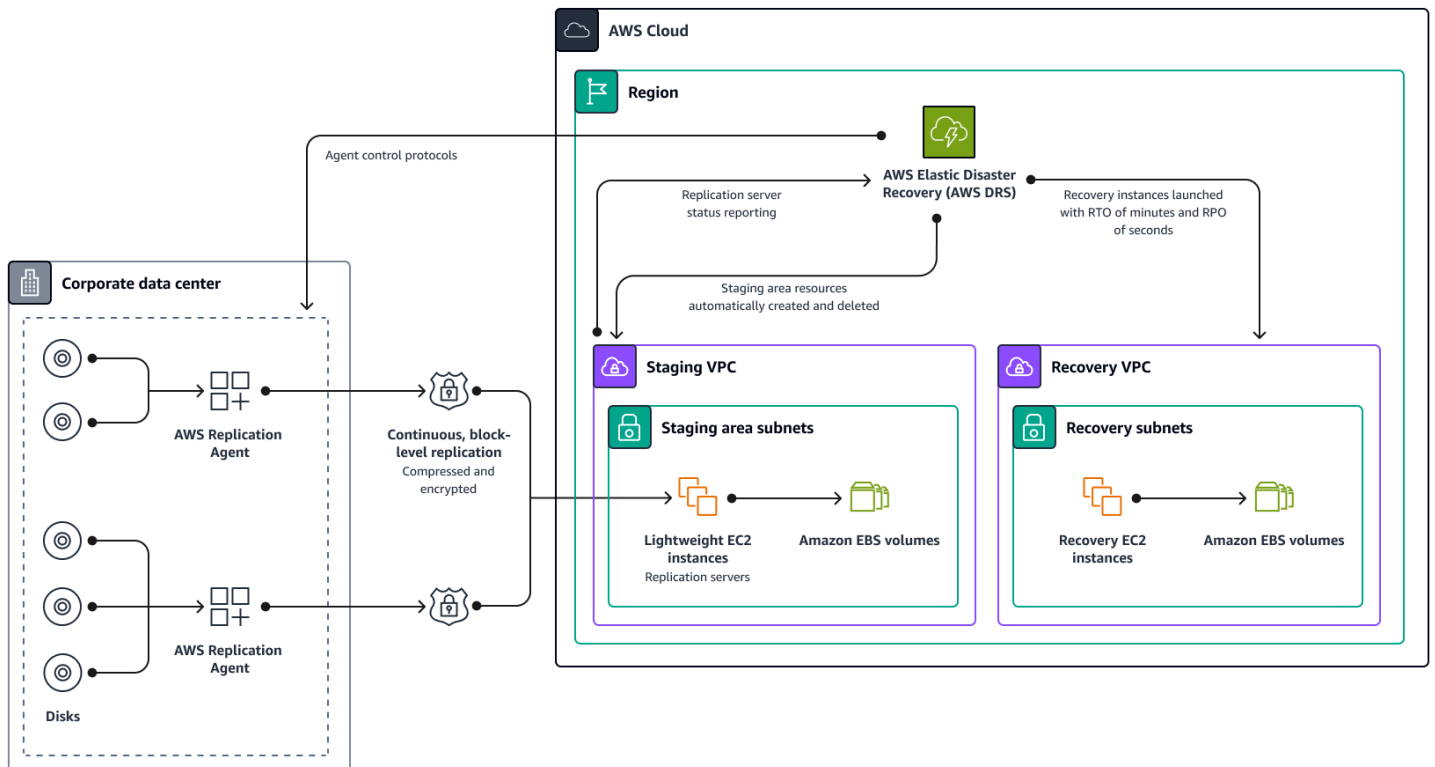 AWS Cloud
Region
Agent control protocols
AWS Elastic Disaster
Recovery (AWS DRS)
Replication server
status reporting
Recovery instances launched
with RTO of minutes and RPO
of seconds
Staging area resources
automatically created and deleted
Corporate data center
AWS Replication
Agent
Continuous, block-
level replication
Compressed and
encrypted
AWS Replication
Agent
Disks
Staging VPC
Staging area subnets
Lightweight EC2
instances
Replication servers
Amazon EBS volumes
Recovery VPC
Recovery subnets
Recovery EC2
instances
Amazon EBS volumes